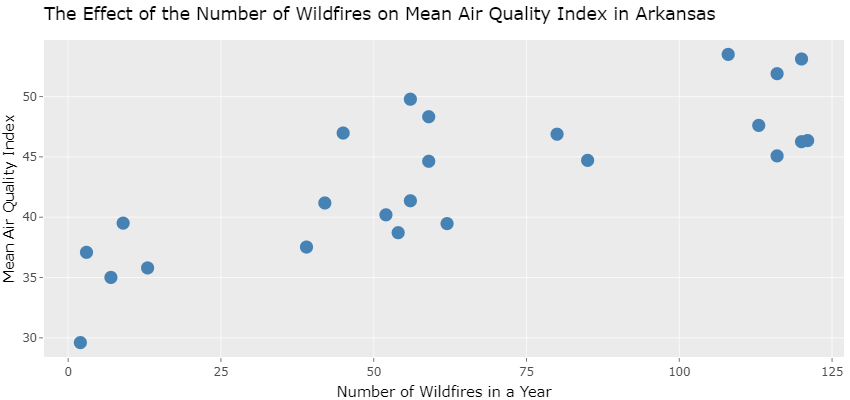 The Effect of the Number of Wildfires on Mean Air Quality Index in Arkansas
Mean Air Quality Index
50
45
40
35
30
0 25 50 75 100 125
Number of Wildfires in a Year